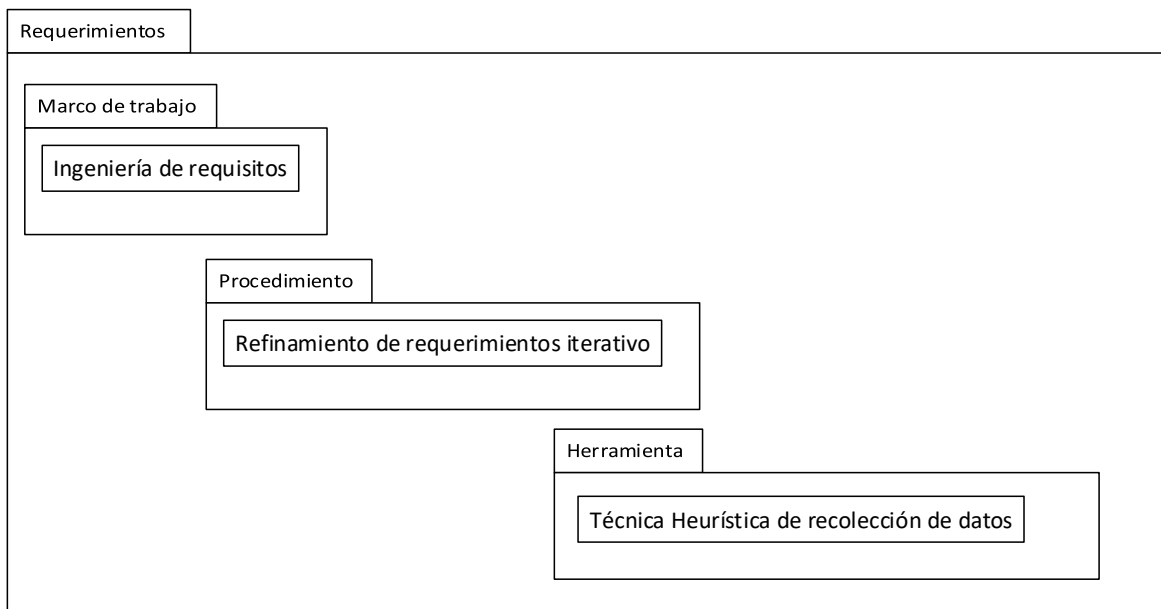 Requerimientos
Marco de trabajo
Ingeniería de requisitos
Procedimiento
Refinamiento de requerimientos iterativo
Herramienta
Técnica Heurística de recolección de datos